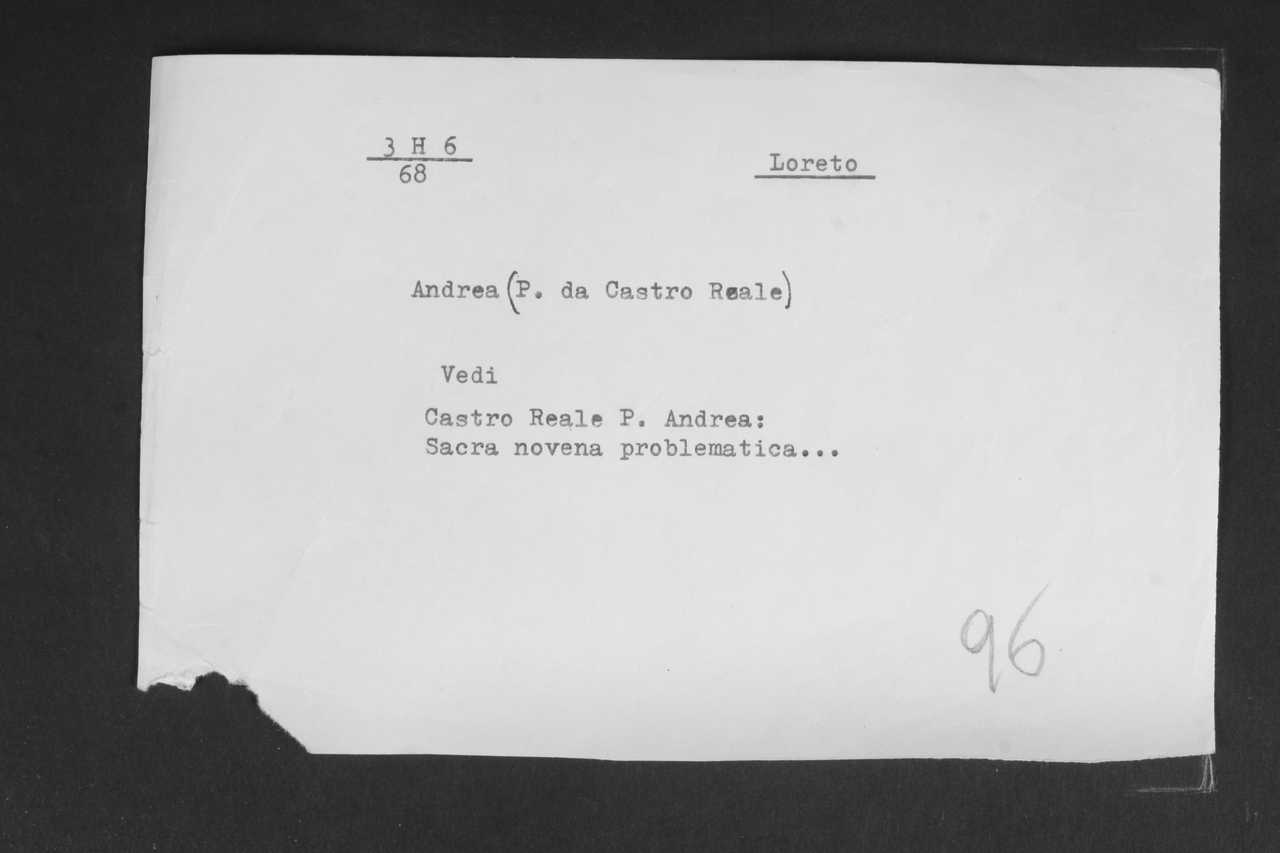 3 H 6
68
Loreto
Andrea (P. da Castro Reale)
Vedi
Castro Reale P. Andrea:
Sacra novena problematica...
96